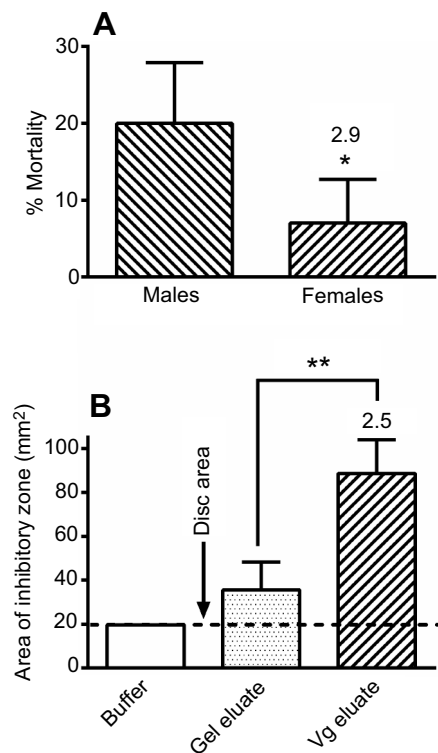 A
% Mortality
30
20
10
0
2.9
*
Males
Females
B
Area of inhibitory zone (mm²)
100
80
60
40
20
0
Disc area
**
2.5
Buffer
Gel eluate
Vg eluate